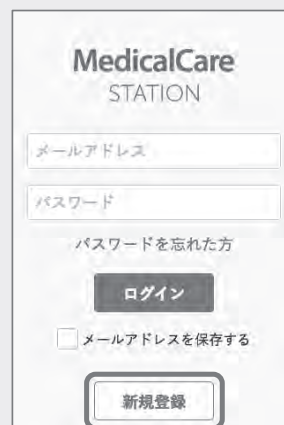 MedicalCare
STATION
メールアドレス
パスワード
パスワードを忘れた方
ログイン
メールアドレスを保存する
新規登録